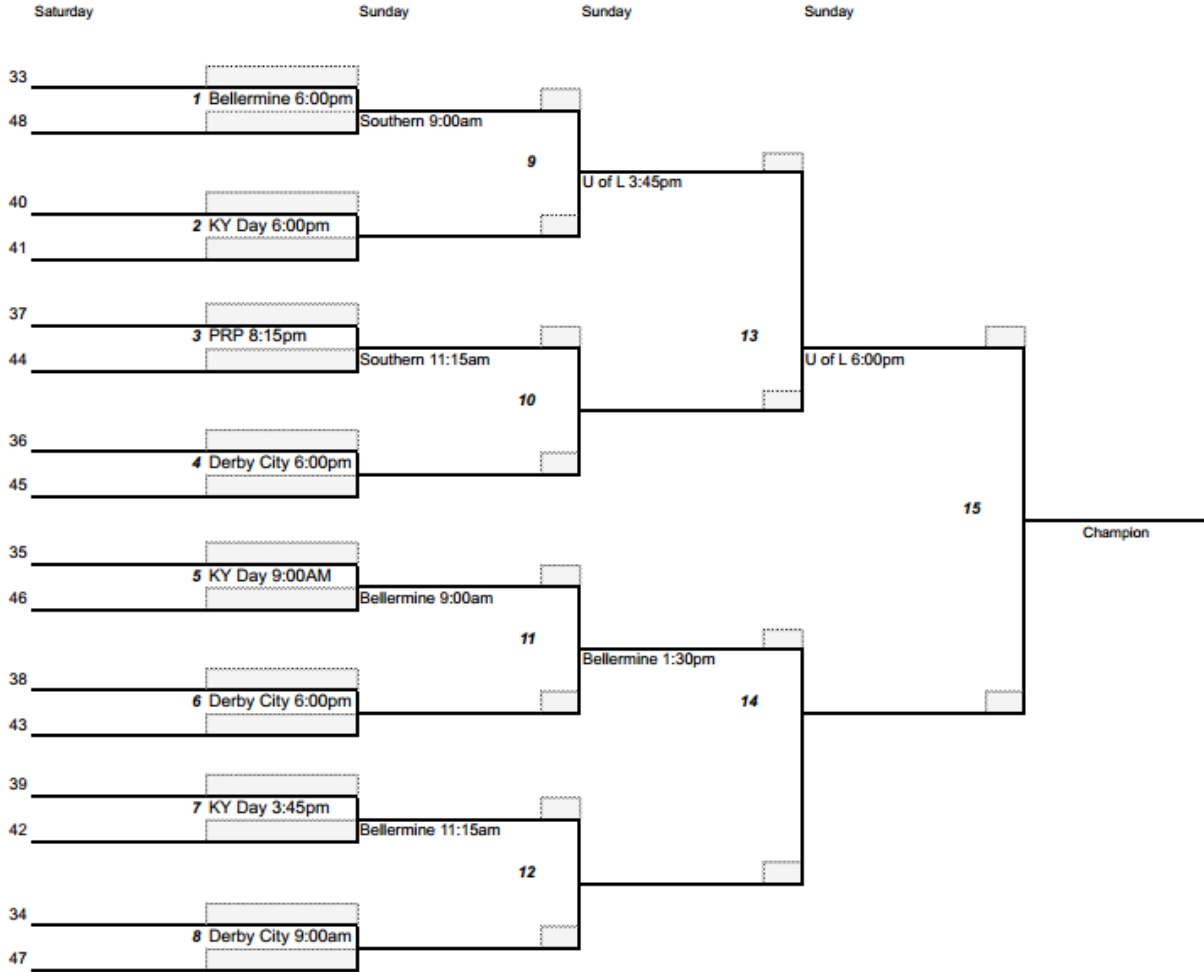 Saturday Sunday Sunday Sunday
33
1 Bellermine 6:00pm
48
Southern 9:00am
9
40
2 KY Day 6:00pm
41
U of L 3:45pm
37
3 PRP 8:15pm
44
Southern 11:15am
13
U of L 6:00pm
10
36
4 Derby City 6:00pm
45
15
Champion
35
5 KY Day 9:00AM
46
Bellermine 9:00am
11
Bellermine 1:30pm
38
6 Derby City 6:00pm
14
43
39
7 KY Day 3:45pm
42
Bellermine 11:15am
12
34
8 Derby City 9:00am
47